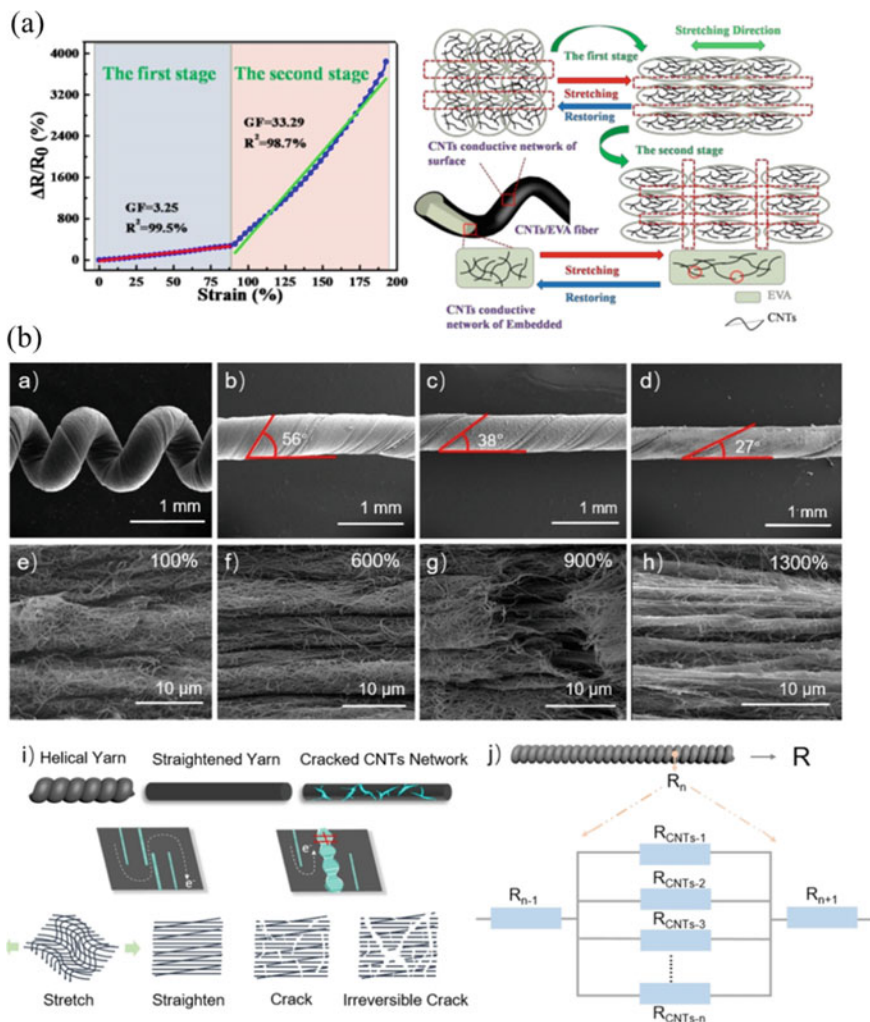 (a)
4000
3200
2400
1600
800
0
ΔR/R0 (%)
The first stage
The second stage
GF=33.29
R²=98.7%
GF=3.25
R²=99.5%
0 25 50 75 100 125 150 175 200
Strain (%)
The first stage
Stretching Direction
Stretching
Restoring
CNTs conductive network of
surface
The second stage
CNTs/EVA fiber
Stretching
Restoring
CNTs conductive
network of Embedded
EVA
CNTs
(b)
a)
1 mm
b)
56°
1 mm
c)
38°
1 mm
d)
27°
1 mm
e)
100%
10 μm
f)
600%
10 μm
g)
900%
10 μm
h)
1300%
10 μm
i)
Helical Yarn
Straightened Yarn
Cracked CNTs Network
e⁻
e⁻
Stretch
Straighten
Crack
Irreversible Crack
j)
R
Rn
RCNTs-1
RCNTs-2
RCNTs-3
RCNTs-n
Rn-1
Rn+1